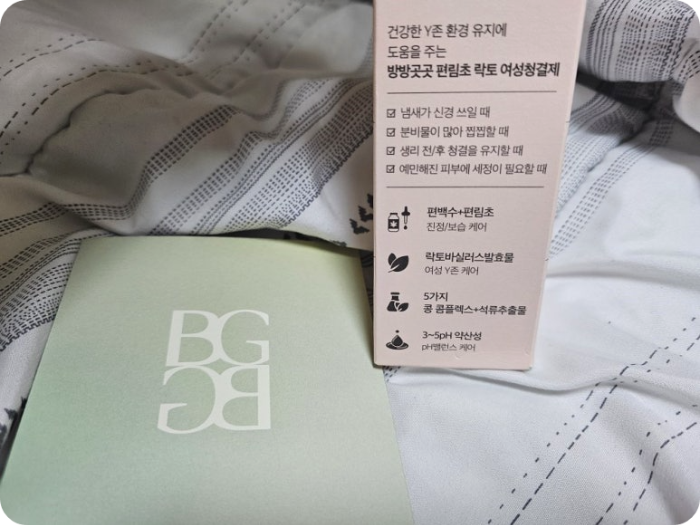 건강한 Y존 환경 유지에
도움을 주는
방방곳곳 편림초 락토 여성청결제
냄새가 신경 쓰일 때
분비물이 많아 찝찝할 때
생리 전/후 청결을 유지할 때
예민해진 피부에 세정이 필요할 때
편백수+편림초
진정/보습 케어
락토바실러스발효물
여성 Y존 케어
5가지
콩 콤플렉스+석류추출물
3~5pH 약산성
pH밸런스 케어
BG
BG